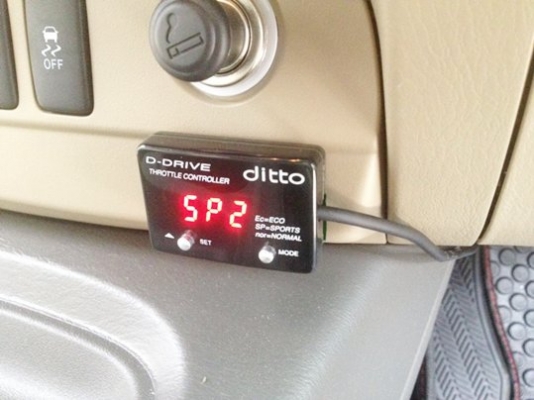 OFF
D-DRIVE
THROTTLE CONTROLLER
ditto
SP2
Ec=ECO
SP=SPORTS
nor=NORMAL
SET
MODE